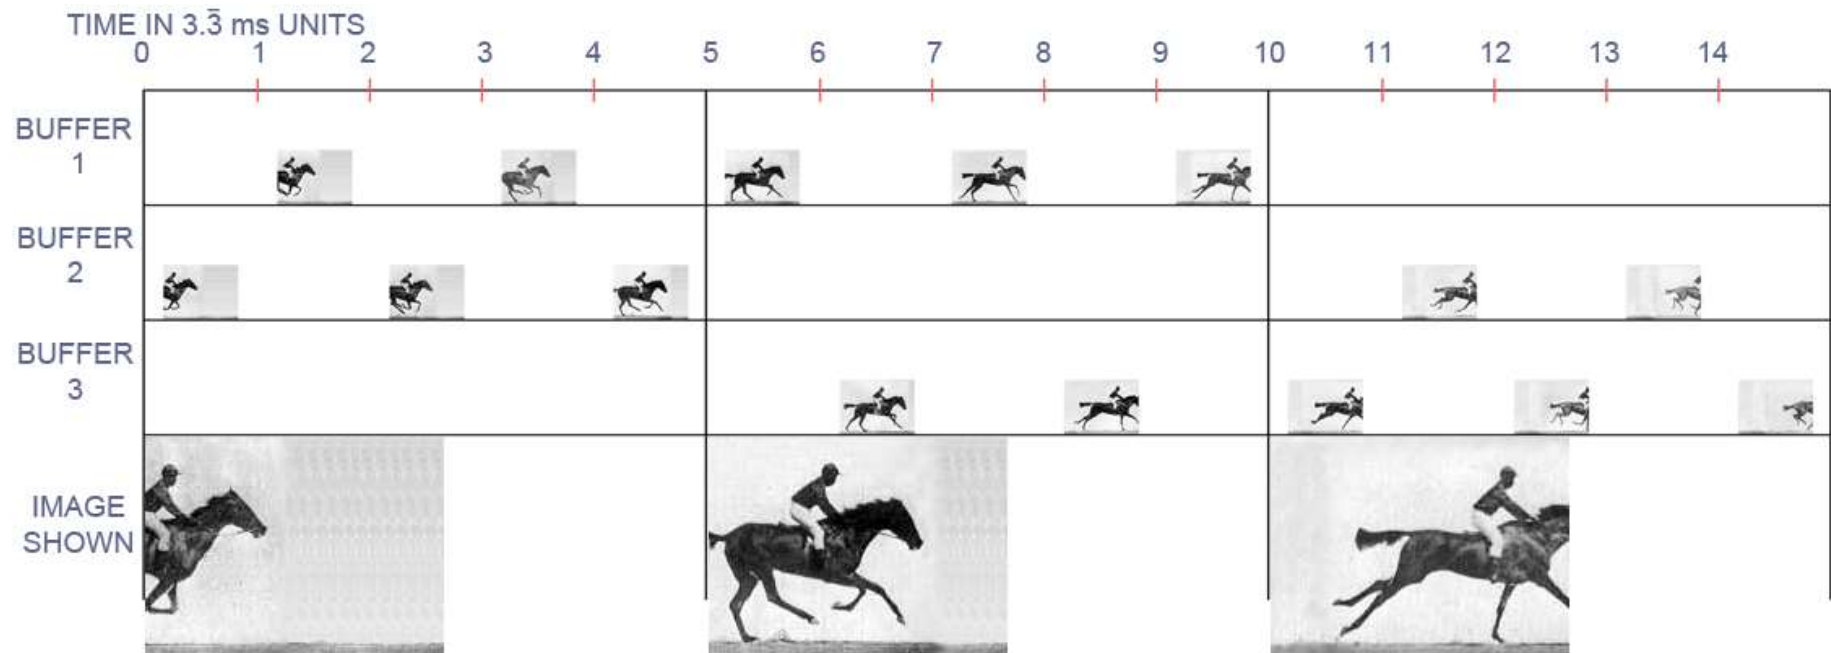 TIME IN 3.3̅ ms UNITS
0 1 2 3 4 5 6 7 8 9 10 11 12 13 14
BUFFER
1
BUFFER
2
BUFFER
3
IMAGE
SHOWN